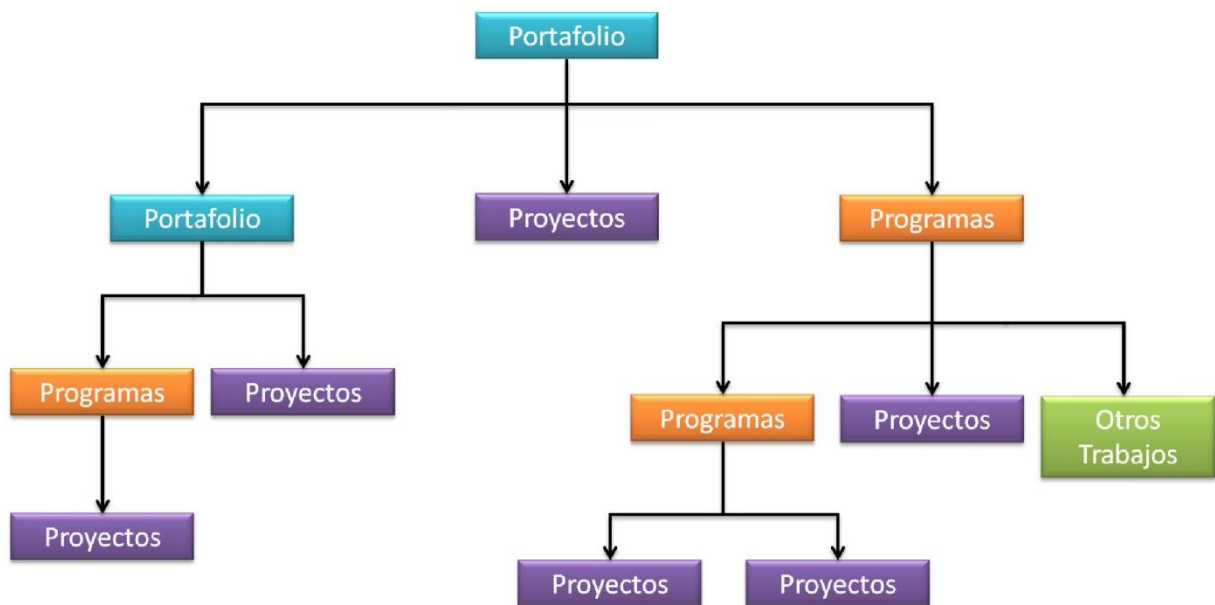 Portafolio
Portafolio
Proyectos
Programas
Programas
Proyectos
Programas
Proyectos
Otros
Trabajos
Proyectos
Proyectos
Proyectos